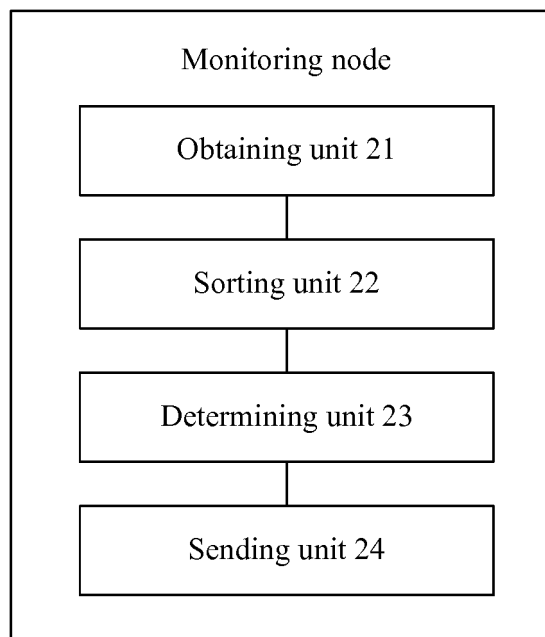 Monitoring node
Obtaining unit 21
Sorting unit 22
Determining unit 23
Sending unit 24